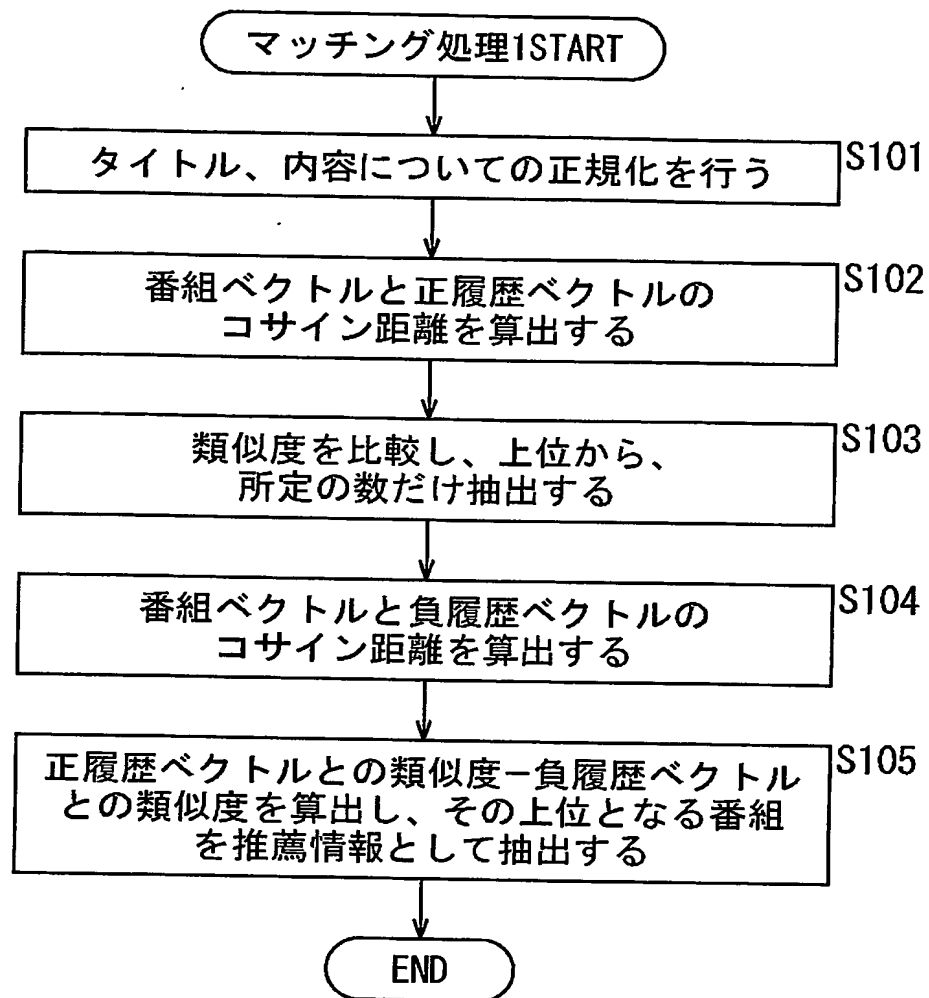 マッチング処理1START
タイトル、内容についての正規化を行う
S101
番組ベクトルと正履歴ベクトルの
コサイン距離を算出する
S102
類似度を比較し、上位から、
所定の数だけ抽出する
S103
番組ベクトルと負履歴ベクトルの
コサイン距離を算出する
S104
正履歴ベクトルとの類似度−負履歴ベクトル
との類似度を算出し、その上位となる番組
を推薦情報として抽出する
S105
END